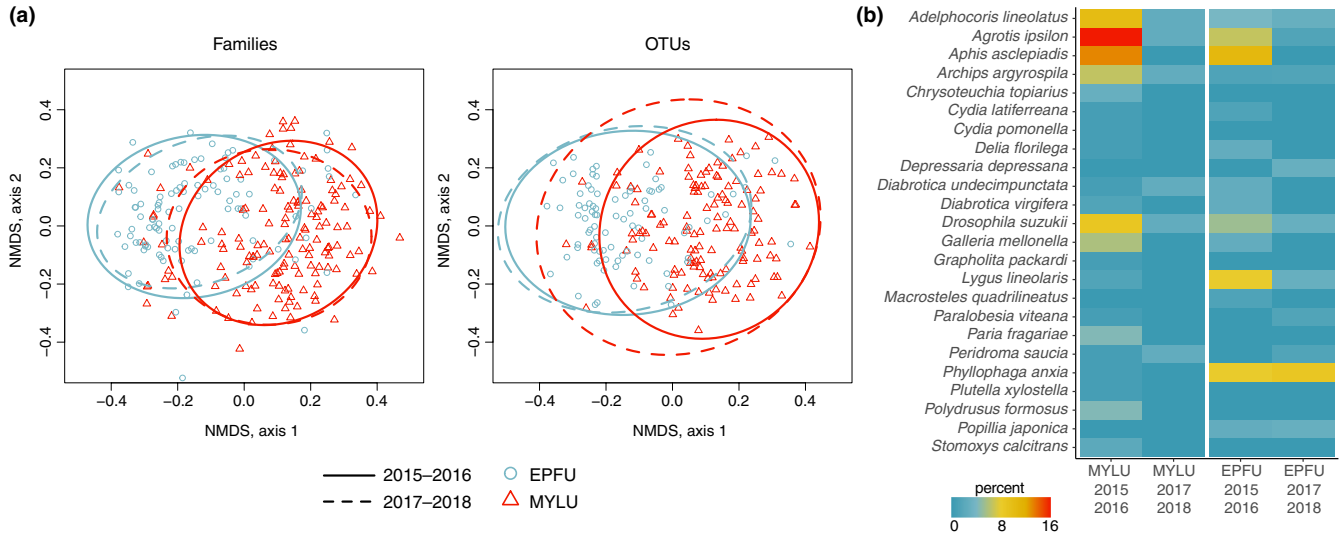 (a)
Families
OTUs
NMDS, axis 2
0.4
0.2
0.0
−0.2
−0.4
−0.4
−0.2
0.0
0.2
0.4
NMDS, axis 1
NMDS, axis 2
0.4
0.2
0.0
−0.2
−0.4
−0.4
−0.2
0.0
0.2
0.4
NMDS, axis 1
2015–2016
EPFU
2017–2018
MYLU
(b)
Adelphocoris lineolatus
Agrotis ipsilon
Aphis asclepiadis
Archips argyrospila
Chrysoteuchia topiarius
Cydia latiferreana
Cydia pomonella
Delia florilega
Depressaria depressana
Diabrotica undecimpunctata
Diabrotica virgifera
Drosophila suzukii
Galleria mellonella
Grapholita packardi
Lygus lineolaris
Macrosteles quadrilineatus
Paralobesia viteana
Paria fragariae
Peridroma saucia
Phyllophaga anxia
Plutella xylostella
Polydrusus formosus
Popillia japonica
Stomoxys calcitrans
MYLU
2015
2016
MYLU
2017
2018
EPFU
2015
2016
EPFU
2017
2018
percent
0 8 16